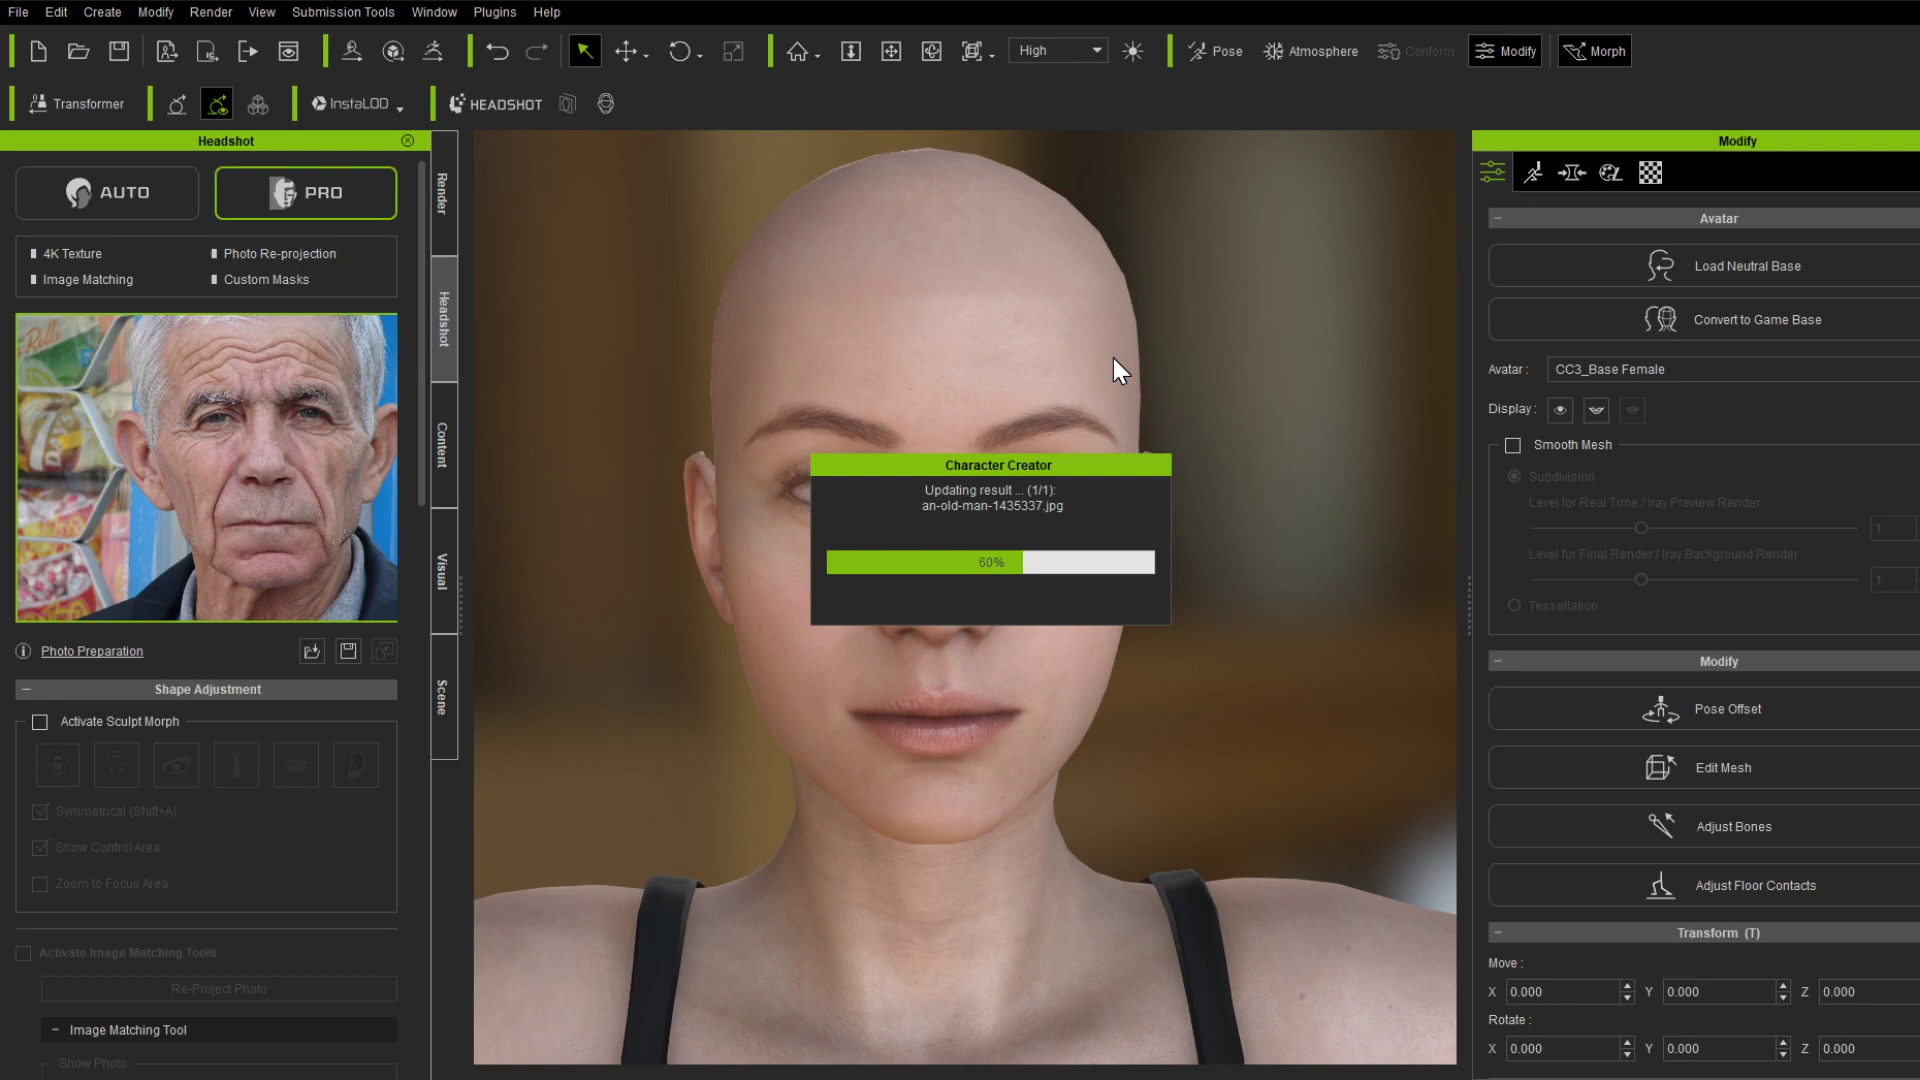 File Edit Create Modify Render View Submission Tools Window Plugins Help
High Pose Atmosphere Conform Modify Morph
Transformer InstaLOD HEADSHOT
Headshot
AUTO PRO
4K Texture Photo Re-projection
Image Matching Custom Masks
Rolls
DAYS
Photo Preparation
Shape Adjustment
Activate Sculpt Morph
Symmetrical (Shift+A)
Show Control Area
Zoom to Focus Area
Activate Image Matching Tools
Re-Project Photo
Image Matching Tool
Show Photo
Render
Headshot
Content
Visual
Scene
Character Creator
Updating result ... (1/1):
an-old-man-1435337.jpg
60%
Modify
Avatar
Load Neutral Base
Convert to Game Base
Avatar : CC3_Base Female
Display :
Smooth Mesh
Subdivision
Level for Real Time / Iray Preview Render
1
Level for Final Render / Iray Background Render
1
Tessellation
Modify
Pose Offset
Edit Mesh
Adjust Bones
Adjust Floor Contacts
Transform (T)
Move :
X 0.000 Y 0.000 Z 0.000
Rotate :
X 0.000 Y 0.000 Z 0.000